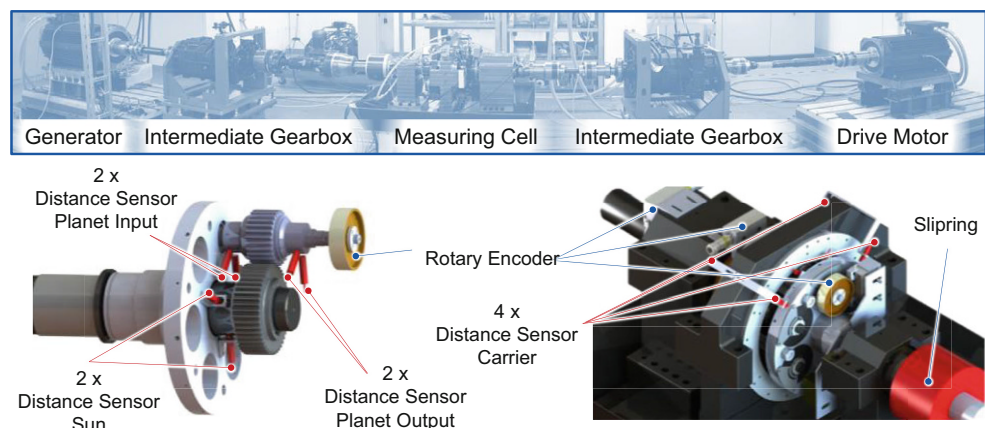 Generator
Intermediate Gearbox
Measuring Cell
Intermediate Gearbox
Drive Motor
2 x
Distance Sensor
Planet Input
Rotary Encoder
Slipring
4 x
Distance Sensor
Carrier
2 x
Distance Sensor
Sun
2 x
Distance Sensor
Planet Output